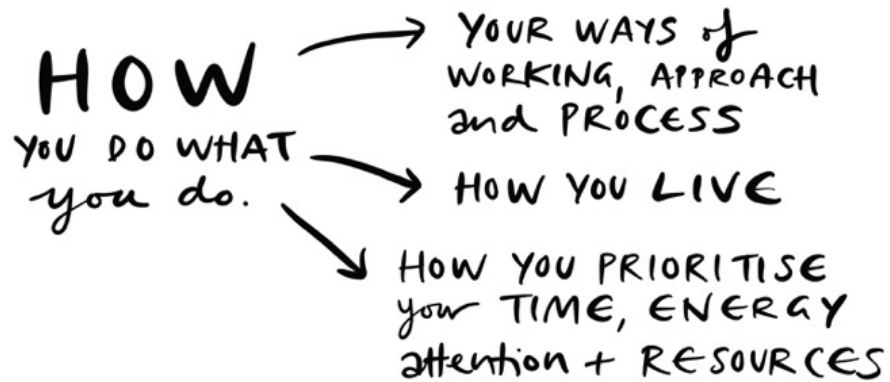 HOW
YOU DO WHAT
you do.
YOUR WAYS of
WORKING, APPROACH
and PROCESS
HOW YOU LIVE
HOW YOU PRIORITISE
your TIME, ENERGY
attention + RESOURCES